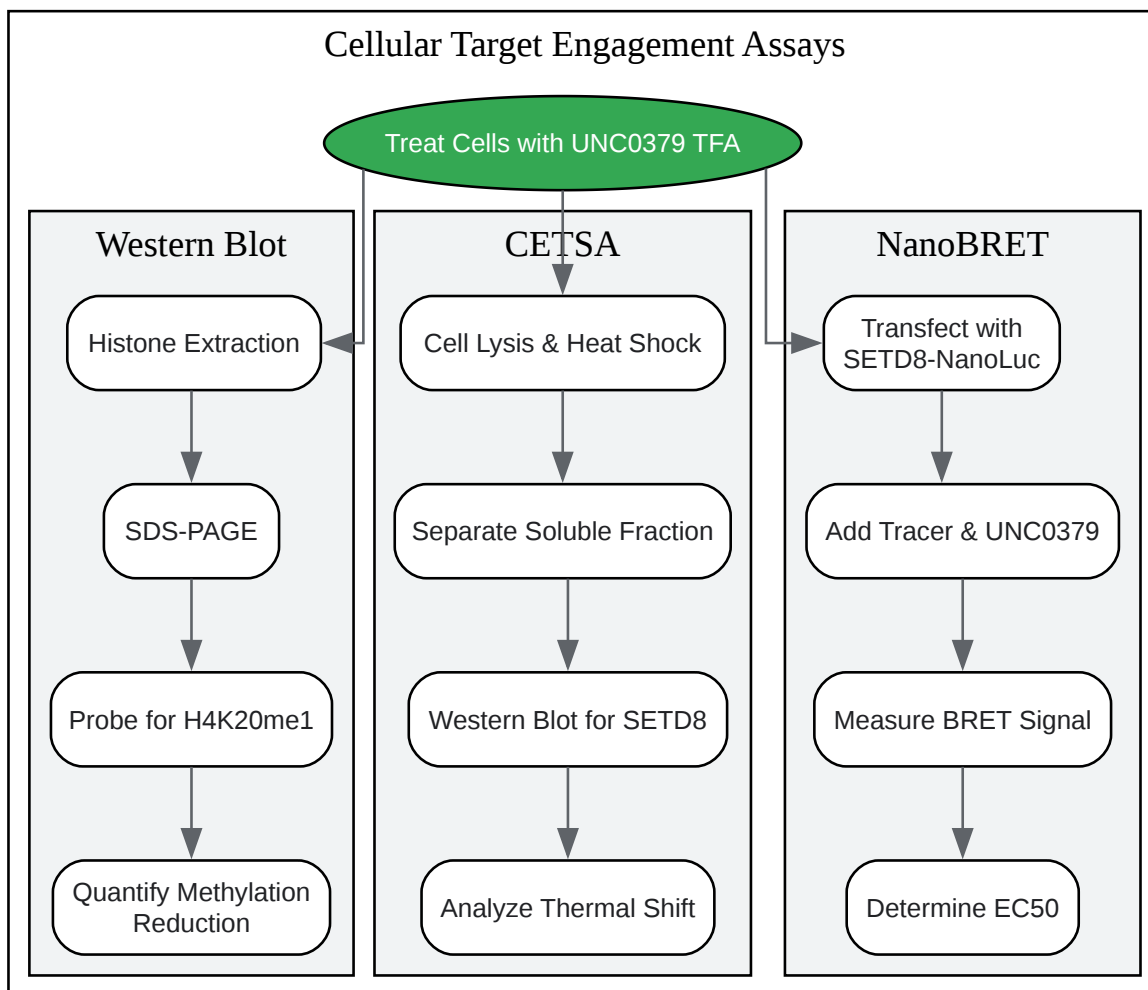 Cellular Target Engagement Assays
Treat Cells with UNC0379 TFA
Western Blot
Histone Extraction
SDS-PAGE
Probe for H4K20me1
Quantify Methylation
Reduction
CETSA
Cell Lysis & Heat Shock
Separate Soluble Fraction
Western Blot for SETD8
Analyze Thermal Shift
NanoBRET
Transfect with
SETD8-NanoLuc
Add Tracer & UNC0379
Measure BRET Signal
Determine EC50